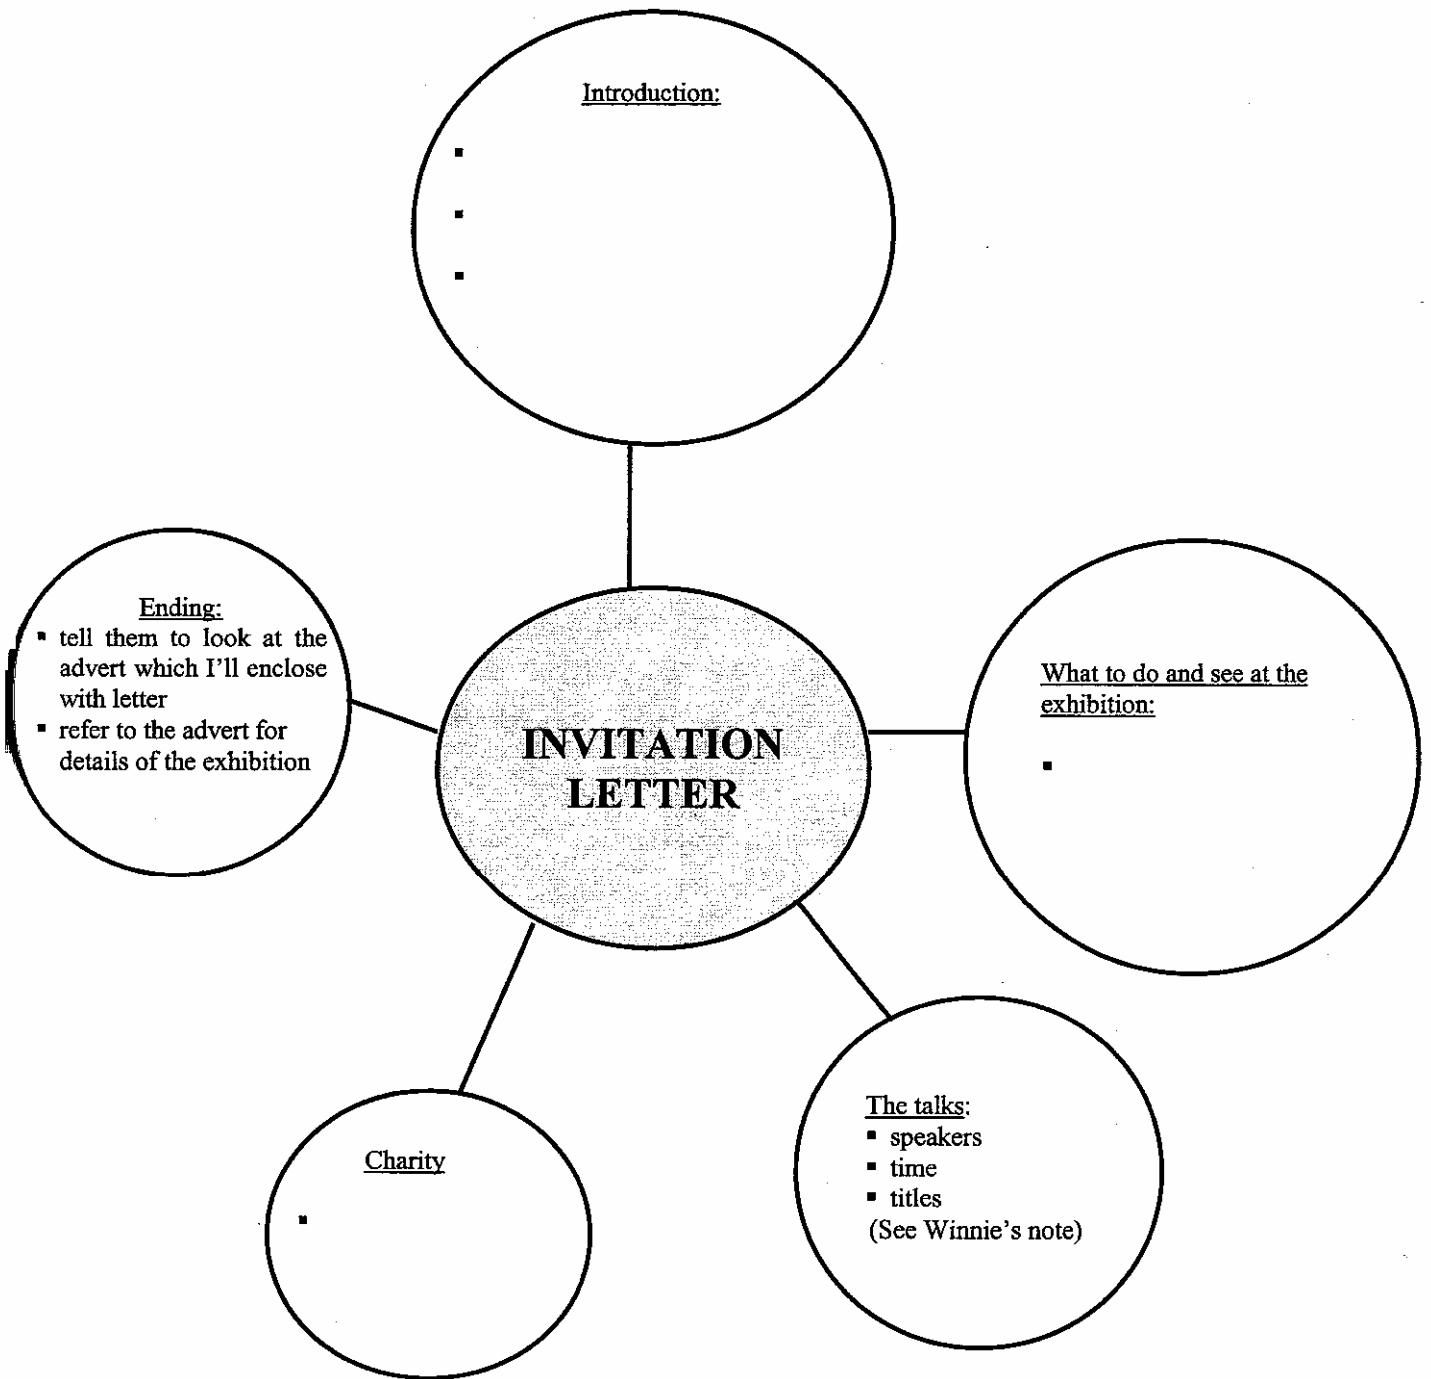 Introduction:
▪
▪
▪
Ending:
▪ tell them to look at the
advert which I'll enclose
with letter
▪ refer to the advert for
details of the exhibition
INVITATION
LETTER
What to do and see at the
exhibition:
▪
The talks:
▪ speakers
▪ time
▪ titles
(See Winnie's note)
Charity
▪